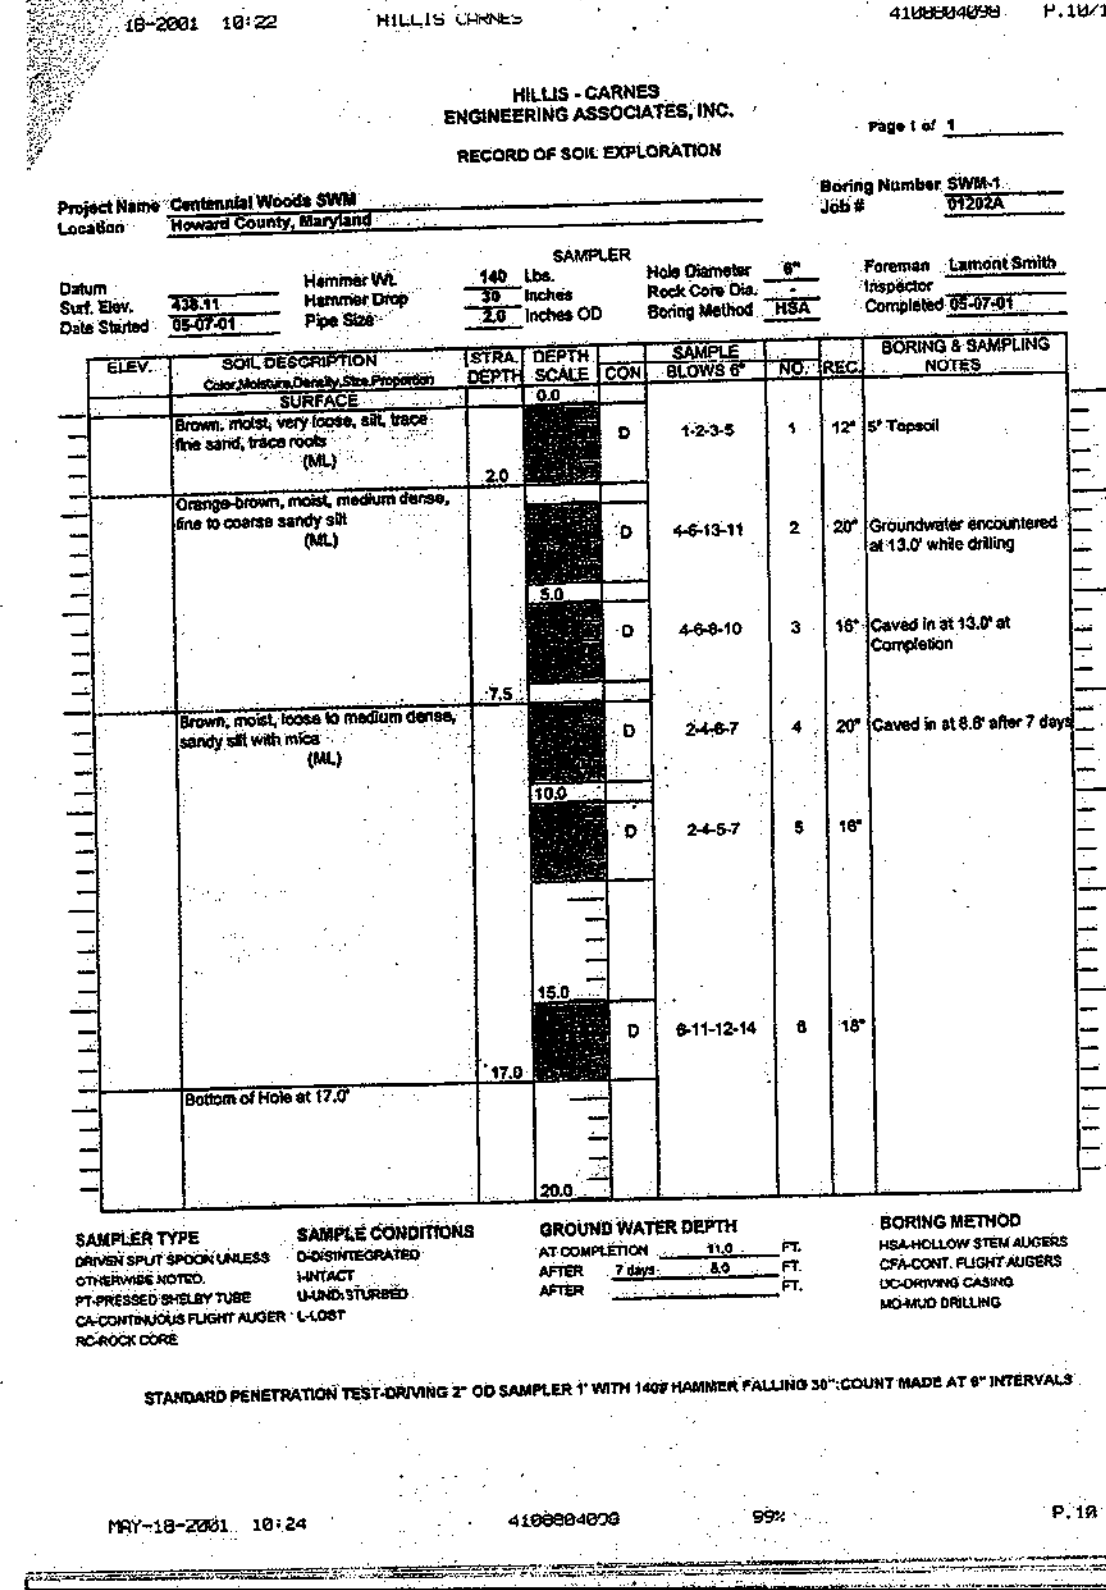 18-2001 10:22 HILLIS CARNES 4108804098 P.10/1
HILLIS - CARNES
ENGINEERING ASSOCIATES, INC.
Page 1 of 1
RECORD OF SOIL EXPLORATION
Project Name Centennial Woods SWM Boring Number SWM-1
Location Howard County, Maryland Job # 01202A
SAMPLER
Datum Hammer Wt. 140 Lbs. Hole Diameter 6" Foreman Lamont Smith
Surf. Elev. 438.11 Hammer Drop 30 Inches Rock Core Dia. - Inspector
Date Started 05-07-01 Pipe Size 2.0 Inches OD Boring Method HSA Completed 05-07-01
ELEV. SOIL DESCRIPTION STRA. DEPTH SAMPLE BORING & SAMPLING
Color,Moisture,Density,Size,Proportion DEPTH SCALE CON BLOWS 6" NO. REC. NOTES
SURFACE 0.0
Brown, moist, very loose, silt, trace
fine sand, trace roots D 1-2-3-5 1 12" 5" Topsoil
(ML)
2.0
Orange-brown, moist, medium dense,
fine to coarse sandy silt D 4-6-13-11 2 20" Groundwater encountered
(ML) at 13.0' while drilling
5.0
D 4-6-8-10 3 16" Caved in at 13.0' at
Completion
7.5
Brown, moist, loose to medium dense,
sandy silt with mica D 2-4-6-7 4 20" Caved in at 8.6' after 7 days
(ML)
10.0
D 2-4-5-7 5 16"
15.0
D 6-11-12-14 6 18"
17.0
Bottom of Hole at 17.0'
20.0
SAMPLER TYPE SAMPLE CONDITIONS GROUND WATER DEPTH BORING METHOD
DRIVEN SPLIT SPOON UNLESS D-DISINTEGRATED AT COMPLETION 11.0 FT. HSA-HOLLOW STEM AUGERS
OTHERWISE NOTED. I-INTACT AFTER 7 days 8.0 FT. CFA-CONT. FLIGHT AUGERS
PT-PRESSED SHELBY TUBE U-UNDISTURBED AFTER FT. DC-DRIVING CASING
CA-CONTINUOUS FLIGHT AUGER L-LOST MD-MUD DRILLING
RC-ROCK CORE
STANDARD PENETRATION TEST-DRIVING 2" OD SAMPLER 1' WITH 140# HAMMER FALLING 30":COUNT MADE AT 6" INTERVALS
MAY-18-2001 10:24 4108804098 99% P.10